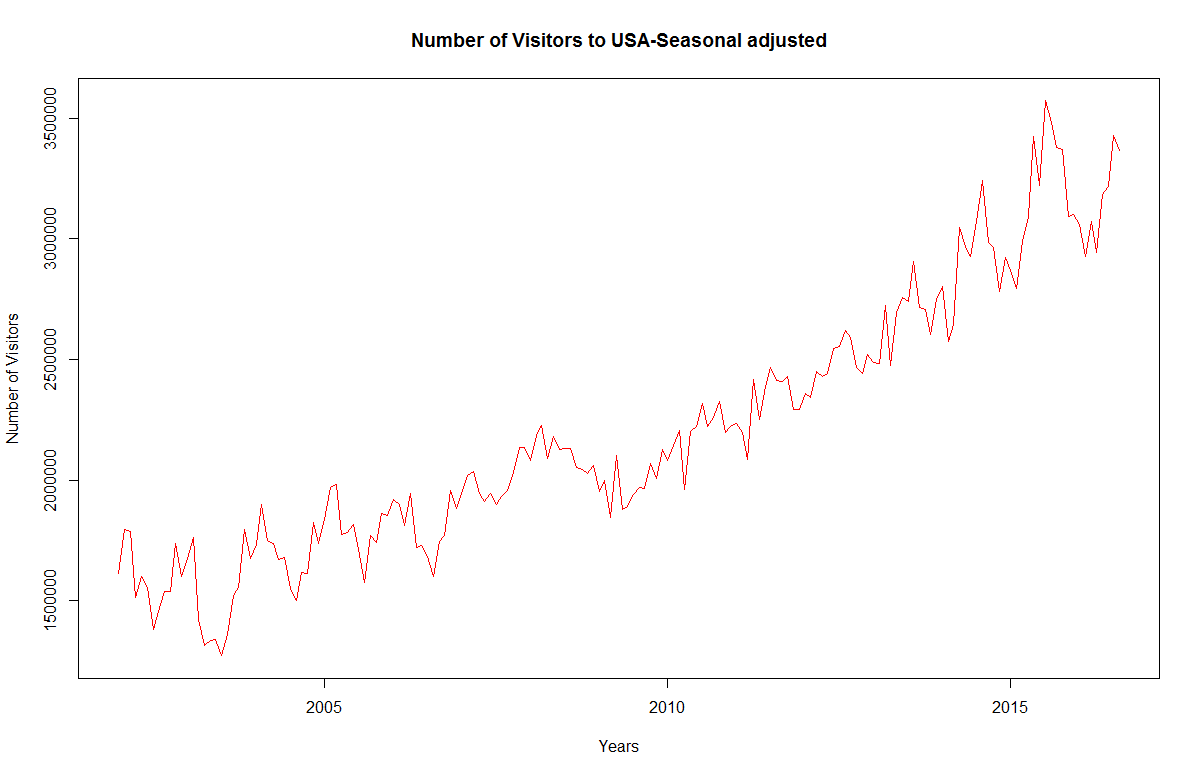 Number of Visitors to USA-Seasonal adjusted
3500000
3000000
2500000
2000000
1500000
Number of Visitors
2005 2010 2015
Years